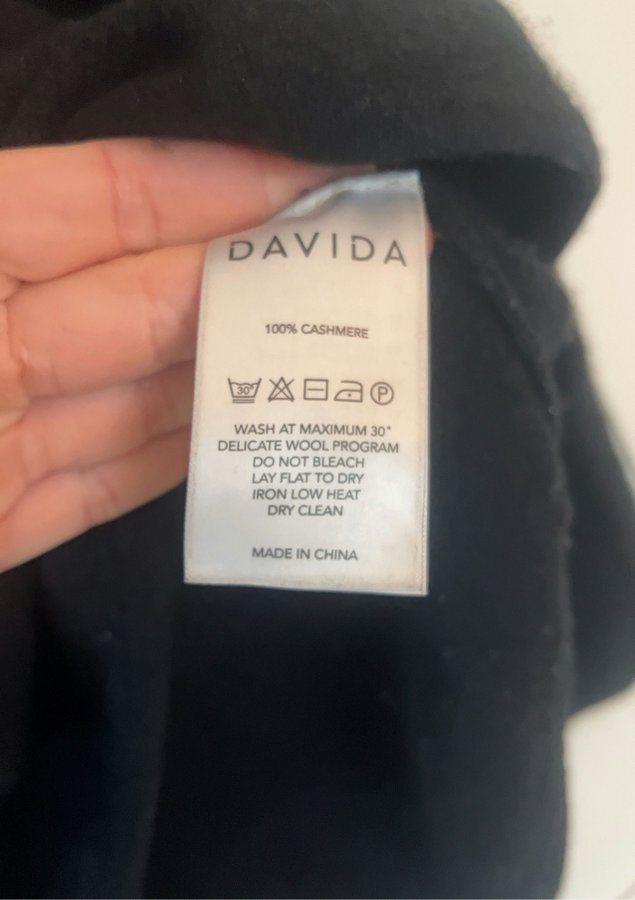 DAVIDA
100% CASHMERE
30° P
WASH AT MAXIMUM 30°
DELICATE WOOL PROGRAM
DO NOT BLEACH
LAY FLAT TO DRY
IRON LOW HEAT
DRY CLEAN
MADE IN CHINA